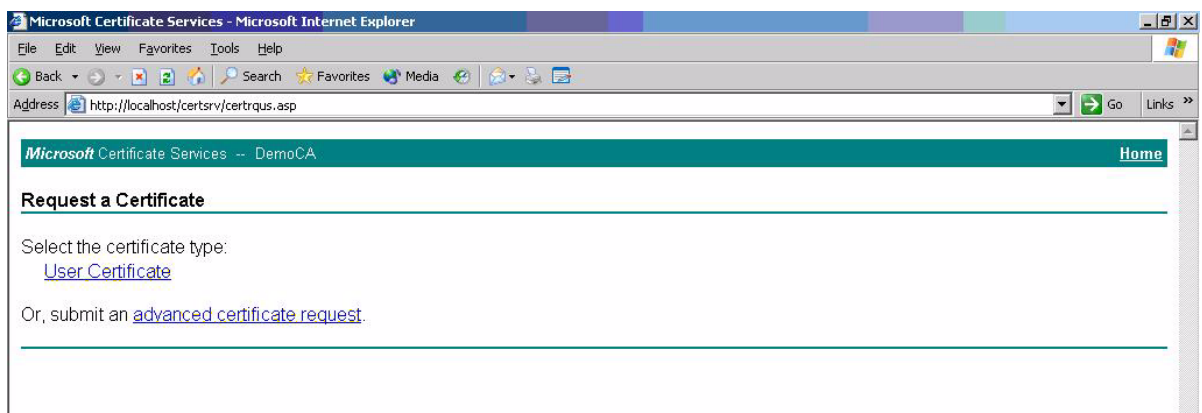 Microsoft Certificate Services - Microsoft Internet Explorer
File Edit View Favorites Tools Help
Back Search Favorites Media
Address http://localhost/certsrv/certrqus.asp Go Links »
Microsoft Certificate Services -- DemoCA Home
Request a Certificate
Select the certificate type:
User Certificate
Or, submit an advanced certificate request.